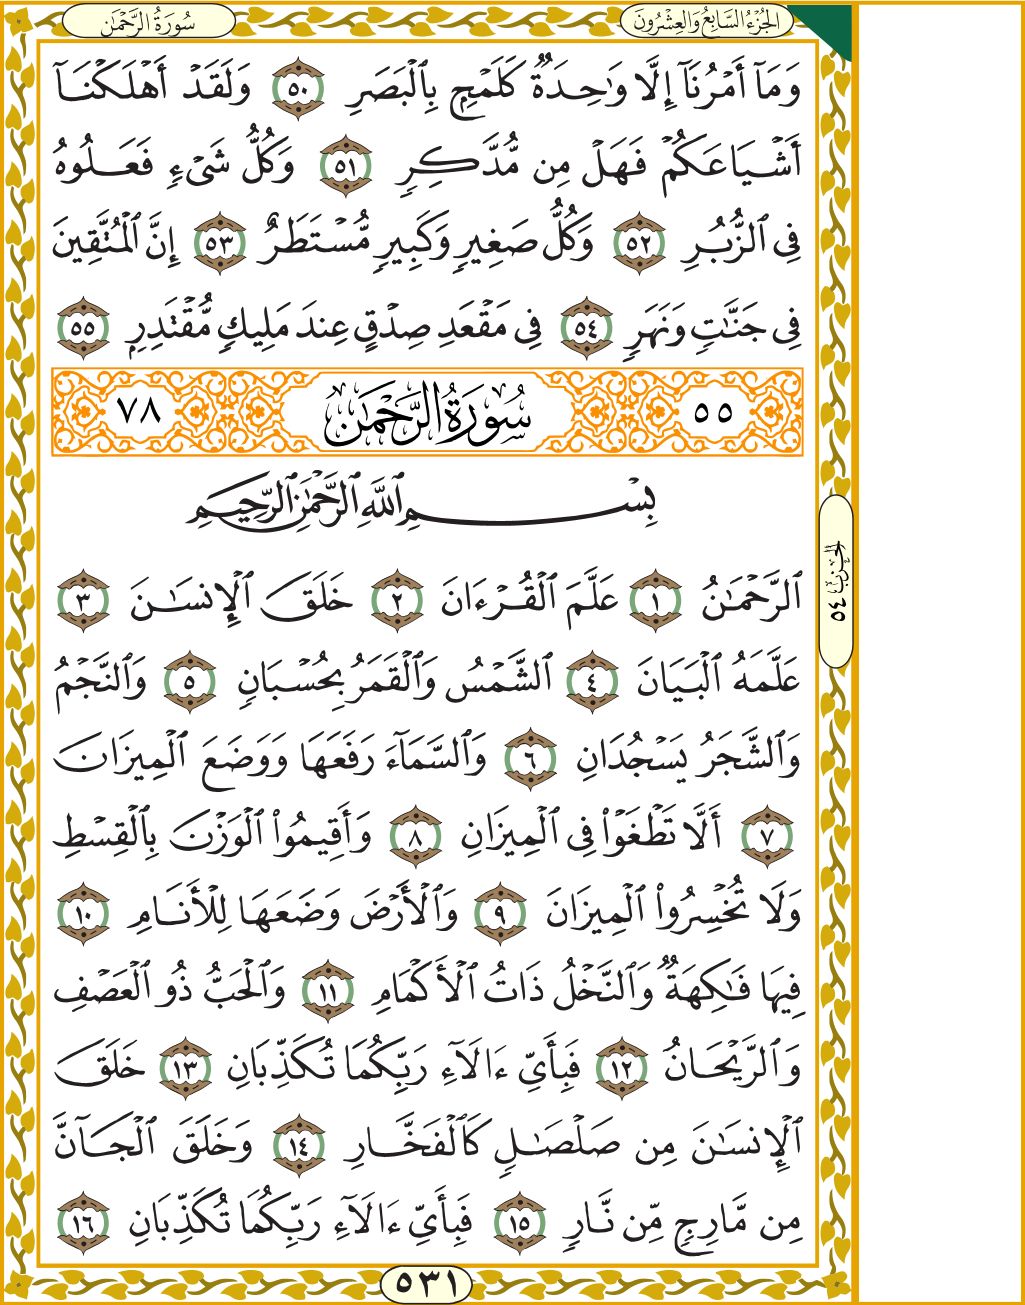 الجُزْءُ السَّابِعُ وَالعِشْرُونَ
سُورَةُ الرَّحْمَٰن
وَمَآ أَمْرُنَآ إِلَّا وَٰحِدَةٌ كَلَمْحِۭ بِٱلْبَصَرِ ٥٠ وَلَقَدْ أَهْلَكْنَآ
أَشْيَاعَكُمْ فَهَلْ مِن مُّدَّكِرٍ ٥١ وَكُلُّ شَىْءٍ فَعَلُوهُ
فِى ٱلزُّبُرِ ٥٢ وَكُلُّ صَغِيرٍ وَكَبِيرٍ مُّسْتَطَرٌ ٥٣ إِنَّ ٱلْمُتَّقِينَ
فِى جَنَّٰتٍ وَنَهَرٍ ٥٤ فِى مَقْعَدِ صِدْقٍ عِندَ مَلِيكٍ مُّقْتَدِرٍۭ ٥٥
٥٥ سُورَةُ الرَّحْمَٰن ٧٨
بِسْمِ ٱللَّهِ ٱلرَّحْمَٰنِ ٱلرَّحِيمِ
ٱلرَّحْمَٰنُ ١ عَلَّمَ ٱلْقُرْءَانَ ٢ خَلَقَ ٱلْإِنسَٰنَ ٣
عَلَّمَهُ ٱلْبَيَانَ ٤ ٱلشَّمْسُ وَٱلْقَمَرُ بِحُسْبَانٍ ٥ وَٱلنَّجْمُ
وَٱلشَّجَرُ يَسْجُدَانِ ٦ وَٱلسَّمَآءَ رَفَعَهَا وَوَضَعَ ٱلْمِيزَانَ
٧ أَلَّا تَطْغَوْا۟ فِى ٱلْمِيزَانِ ٨ وَأَقِيمُوا۟ ٱلْوَزْنَ بِٱلْقِسْطِ
وَلَا تُخْسِرُوا۟ ٱلْمِيزَانَ ٩ وَٱلْأَرْضَ وَضَعَهَا لِلْأَنَامِ ١٠
فِيهَا فَٰكِهَةٌ وَٱلنَّخْلُ ذَاتُ ٱلْأَكْمَامِ ١١ وَٱلْحَبُّ ذُو ٱلْعَصْفِ
وَٱلرَّيْحَانُ ١٢ فَبِأَىِّ ءَالَآءِ رَبِّكُمَا تُكَذِّبَانِ ١٣ خَلَقَ
ٱلْإِنسَٰنَ مِن صَلْصَٰلٍ كَٱلْفَخَّارِ ١٤ وَخَلَقَ ٱلْجَآنَّ
مِن مَّارِجٍ مِّن نَّارٍ ١٥ فَبِأَىِّ ءَالَآءِ رَبِّكُمَا تُكَذِّبَانِ ١٦
الحزب ٥٤
٥٣١